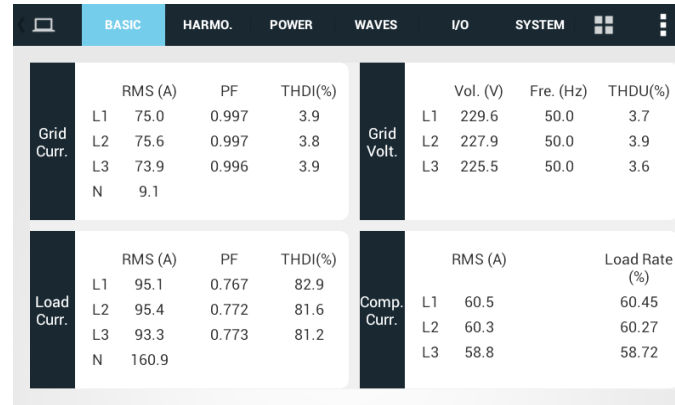 BASIC HARMO. POWER WAVES I/O SYSTEM
Grid Curr.
RMS (A) PF THDI(%)
L1 75.0 0.997 3.9
L2 75.6 0.997 3.8
L3 73.9 0.996 3.9
N 9.1
Grid Volt.
Vol. (V) Fre. (Hz) THDU(%)
L1 229.6 50.0 3.7
L2 227.9 50.0 3.9
L3 225.5 50.0 3.6
Load Curr.
RMS (A) PF THDI(%)
L1 95.1 0.767 82.9
L2 95.4 0.772 81.6
L3 93.3 0.773 81.2
N 160.9
Comp. Curr.
RMS (A) Load Rate (%)
L1 60.5 60.45
L2 60.3 60.27
L3 58.8 58.72